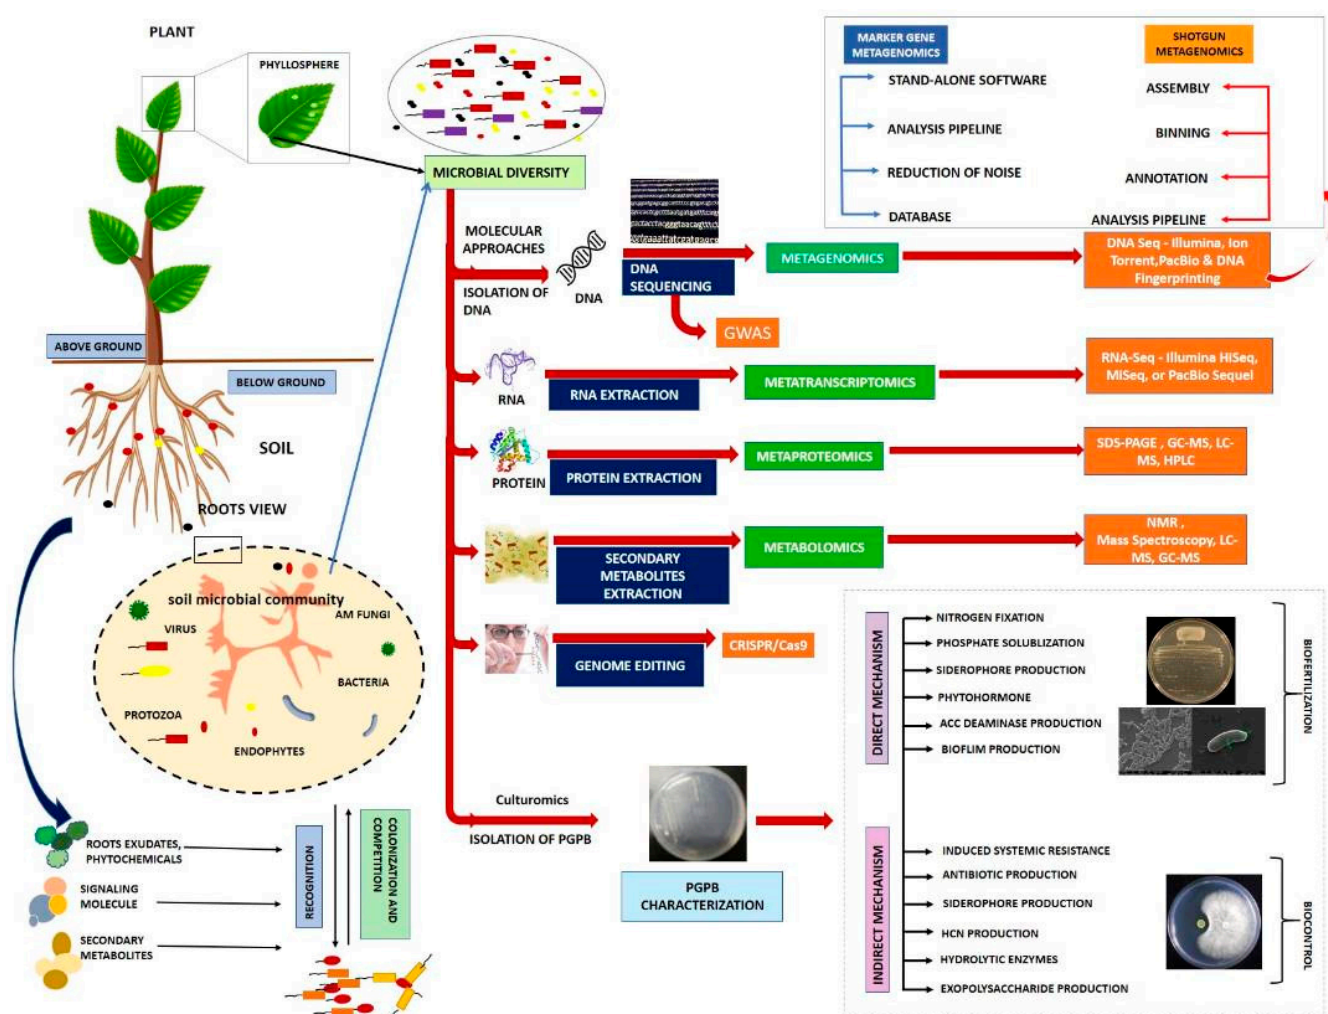 PLANT
PHYLLOSPHERE
MICROBIAL DIVERSITY
MARKER GENE
METAGENOMICS
STAND-ALONE SOFTWARE
ANALYSIS PIPELINE
REDUCTION OF NOISE
DATABASE
SHOTGUN
METAGENOMICS
ASSEMBLY
BINNING
ANNOTATION
ANALYSIS PIPELINE
MOLECULAR
APPROACHES
ISOLATION OF
DNA
DNA
DNA
SEQUENCING
METAGENOMICS
DNA Seq - Illumina, Ion
Torrent,PacBio & DNA
Fingerprinting
GWAS
ABOVE GROUND
BELOW GROUND
RNA
RNA EXTRACTION
METATRANSCRIPTOMICS
RNA-Seq - Illumina HiSeq,
MiSeq, or PacBio Sequel
SOIL
PROTEIN
PROTEIN EXTRACTION
METAPROTEOMICS
SDS-PAGE , GC-MS, LC-
MS, HPLC
ROOTS VIEW
SECONDARY
METABOLITES
EXTRACTION
METABOLOMICS
NMR ,
Mass Spectroscopy, LC-
MS, GC-MS
soil microbial community
AM FUNGI
VIRUS
BACTERIA
PROTOZOA
ENDOPHYTES
GENOME EDITING
CRISPR/Cas9
DIRECT MECHANISM
NITROGEN FIXATION
PHOSPHATE SOLUBLIZATION
SIDEROPHORE PRODUCTION
PHYTOHORMONE
ACC DEAMINASE PRODUCTION
BIOFLIM PRODUCTION
BIOFERTILIZATION
Culturomics
ISOLATION OF PGPB
PGPB
CHARACTERIZATION
INDIRECT MECHANISM
INDUCED SYSTEMIC RESISTANCE
ANTIBIOTIC PRODUCTION
SIDEROPHORE PRODUCTION
HCN PRODUCTION
HYDROLYTIC ENZYMES
EXOPOLYSACCHARIDE PRODUCTION
BIOCONTROL
ROOTS EXUDATES,
PHYTOCHEMICALS
SIGNALING
MOLECULE
SECONDARY
METABOLITES
RECOGNITION
COLONIZATION AND
COMPETITION